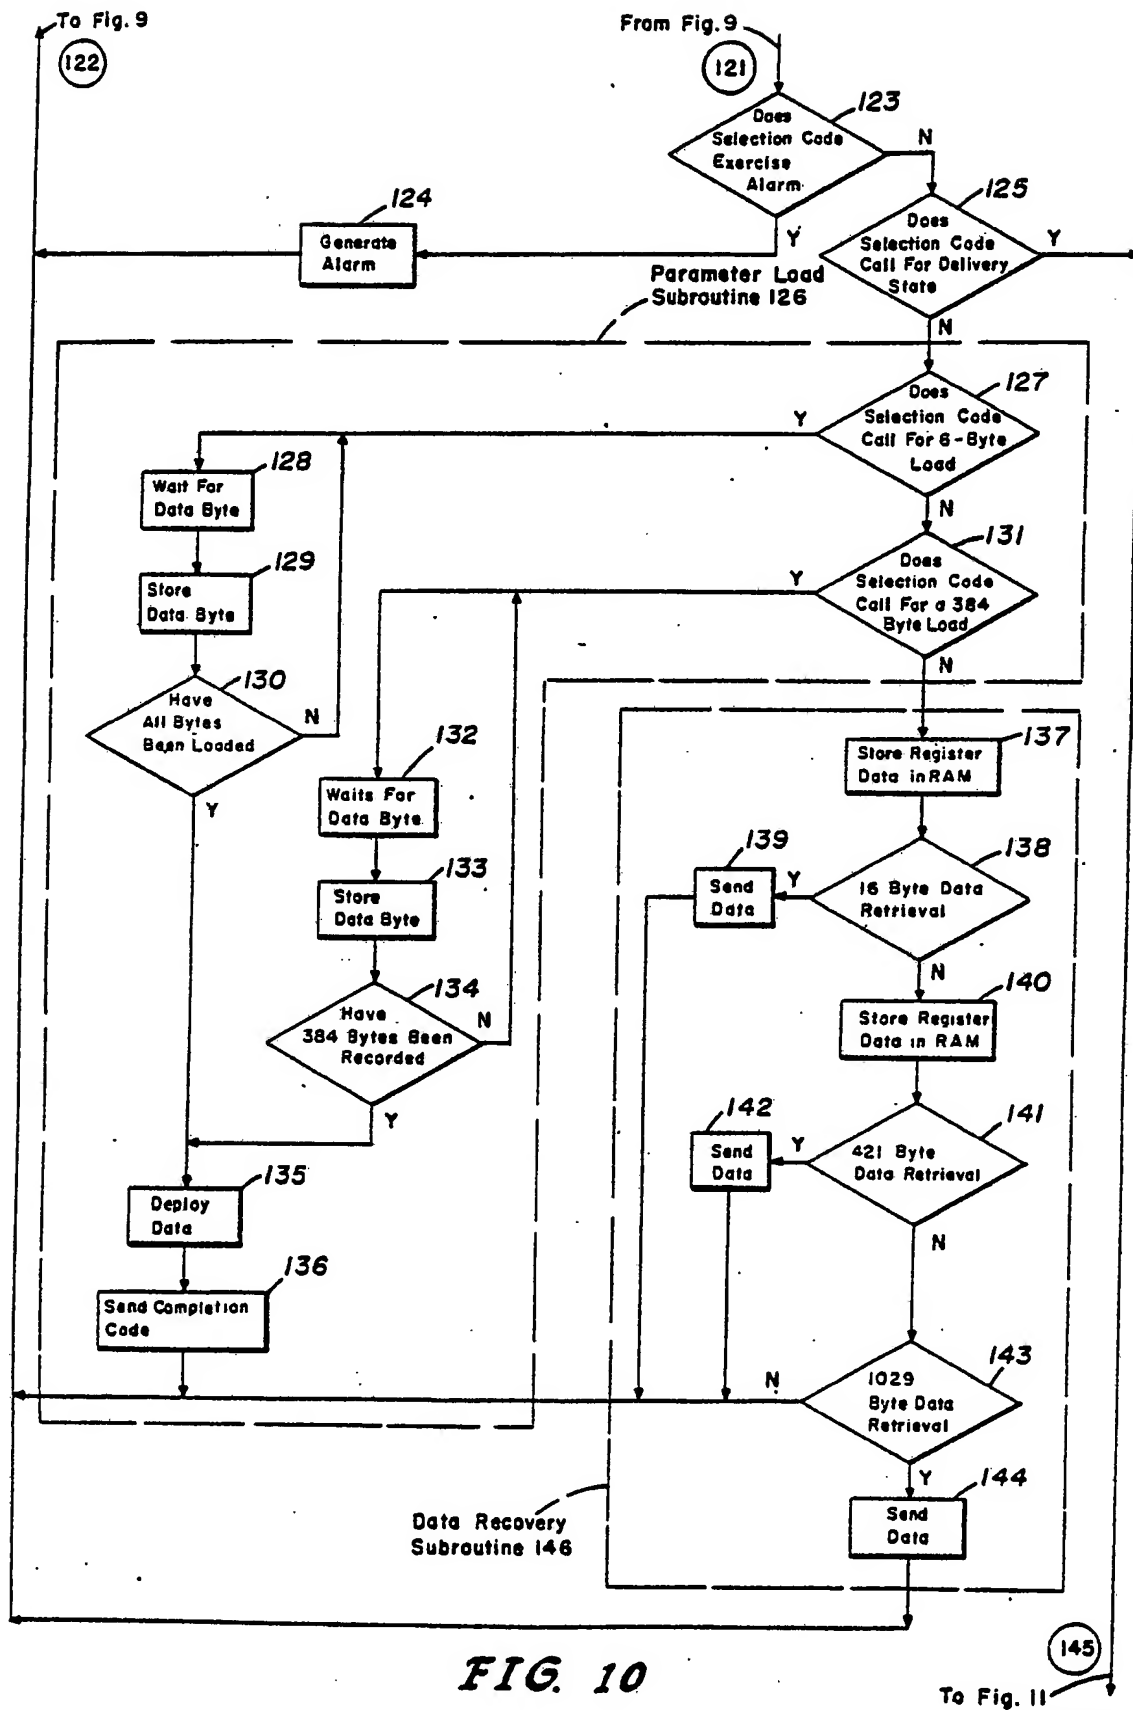 To Fig. 9
122
From Fig. 9
121
123
Does
Selection Code
Exercise
Alarm
N
Y
124
Generate
Alarm
125
Does
Selection Code
Call For Delivery
State
Y
N
Parameter Load
Subroutine 126
127
Does
Selection Code
Call For 6-Byte
Load
Y
N
128
Wait For
Data Byte
129
Store
Data Byte
130
Have
All Bytes
Been Loaded
N
Y
131
Does
Selection Code
Call For a 384
Byte Load
Y
N
132
Waits For
Data Byte
133
Store
Data Byte
134
Have
384 Bytes Been
Recorded
N
Y
135
Deploy
Data
136
Send Completion
Code
137
Store Register
Data in RAM
138
16 Byte Data
Retrieval
Y
N
139
Send
Data
140
Store Register
Data in RAM
141
421 Byte
Data Retrieval
Y
N
142
Send
Data
143
1029
Byte Data
Retrieval
N
Y
144
Send
Data
Data Recovery
Subroutine 146
145
To Fig. 11
FIG. 10